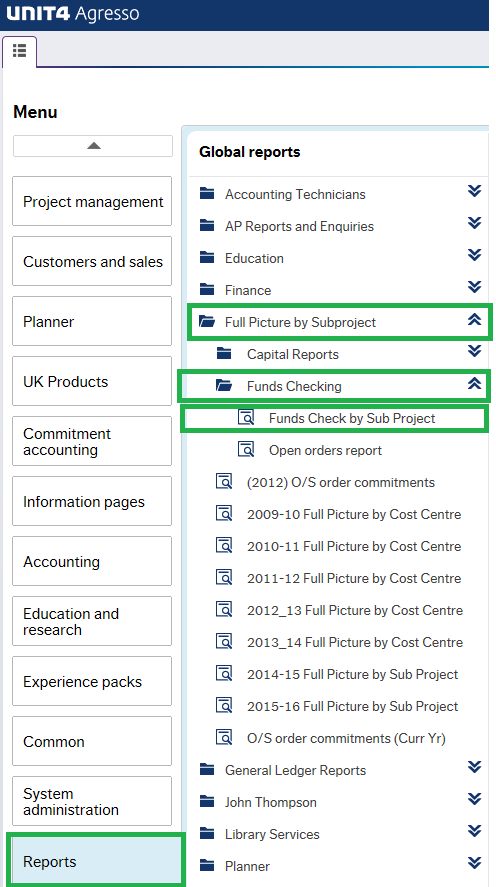 UNIT4 Agresso
Menu
Project management
Customers and sales
Planner
UK Products
Commitment
accounting
Information pages
Accounting
Education and
research
Experience packs
Common
System
administration
Reports
Global reports
Accounting Technicians
AP Reports and Enquiries
Education
Finance
Full Picture by Subproject
Capital Reports
Funds Checking
Funds Check by Sub Project
Open orders report
(2012) O/S order commitments
2009-10 Full Picture by Cost Centre
2010-11 Full Picture by Cost Centre
2011-12 Full Picture by Cost Centre
2012_13 Full Picture by Cost Centre
2013_14 Full Picture by Cost Centre
2014-15 Full Picture by Sub Project
2015-16 Full Picture by Sub Project
O/S order commitments (Curr Yr)
General Ledger Reports
John Thompson
Library Services
Planner